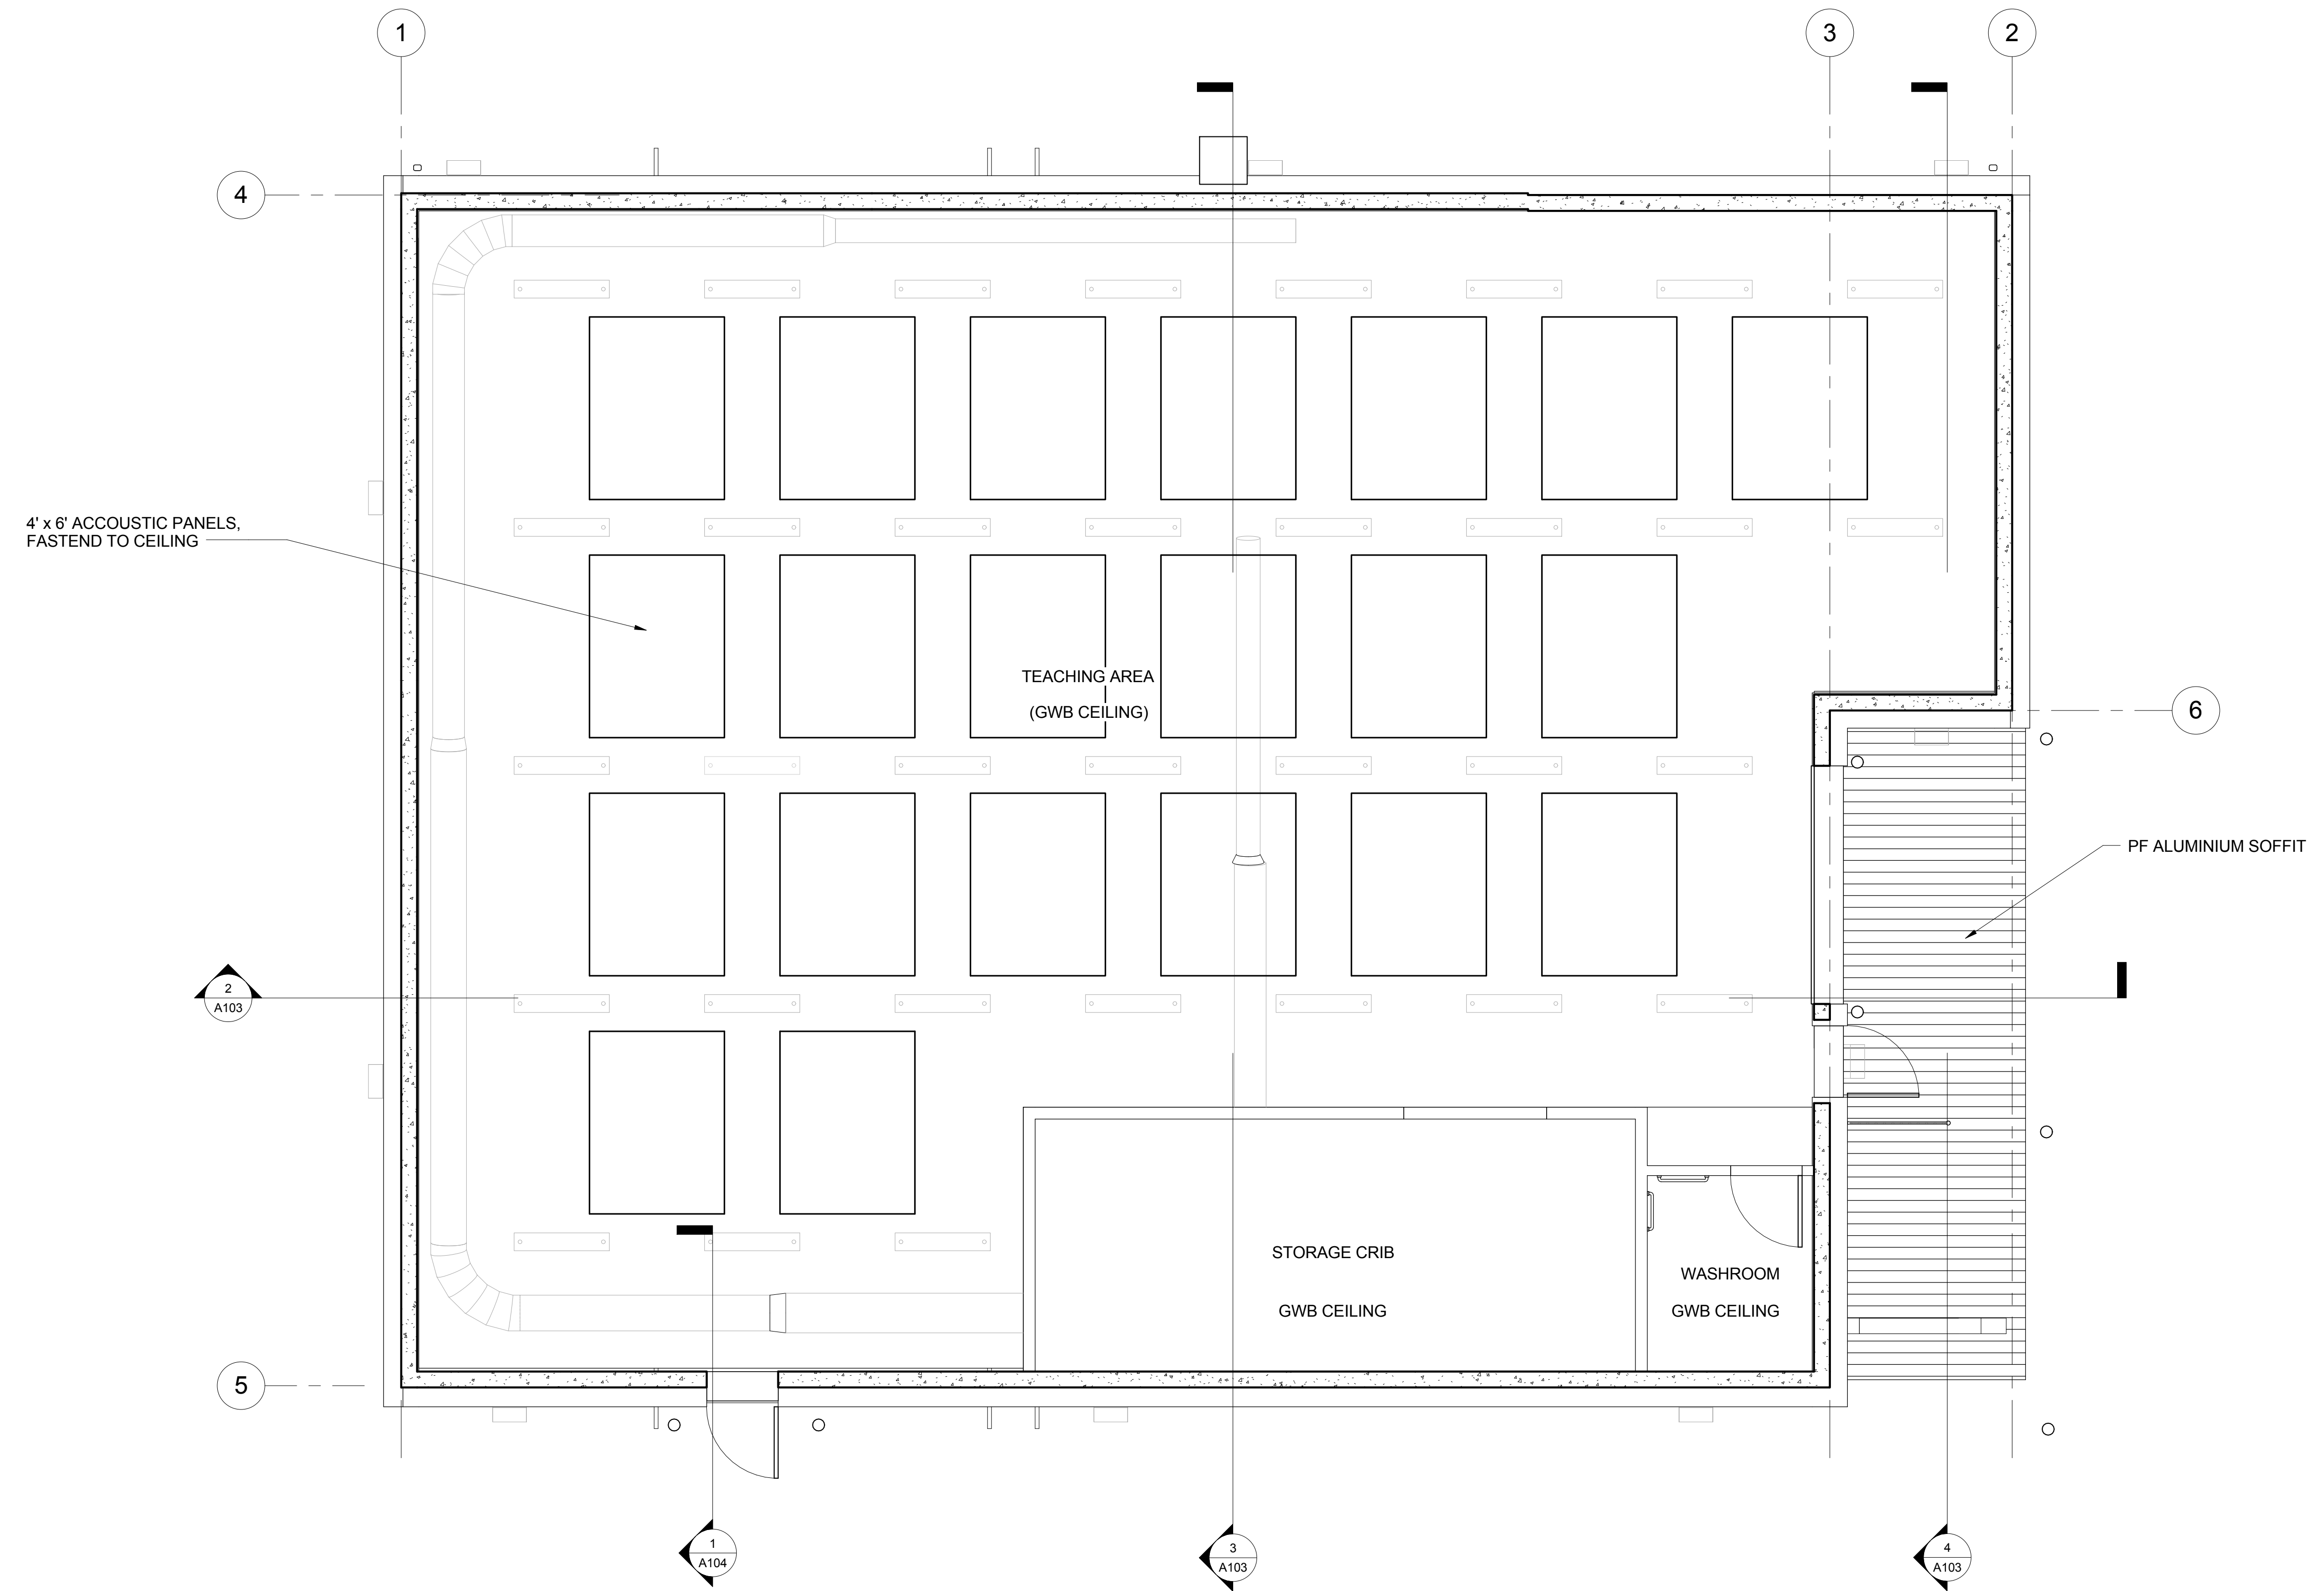 1
3
2
4
4' x 6' ACCOUSTIC PANELS,
FASTEND TO CEILING
TEACHING AREA
(GWB CEILING)
6
PF ALUMINIUM SOFFIT
2
A103
STORAGE CRIB
GWB CEILING
WASHROOM
GWB CEILING
5
1
A104
3
A103
4
A103